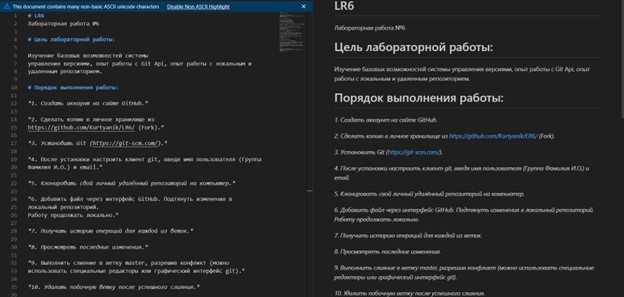 This document contains many non-basic ASCII unicode characters Disable Non ASCII Highlight
1 # LR6
2 Лабораторная работа №6
3
4 # Цель лабораторной работы:
5
6 Изучение базовых возможностей системы
7 управления версиями, опыт работы с Git Api, опыт работы с локальным и
8 удаленным репозиторием.
9
10 # Порядок выполнения работы:
11
12 *1. Создать аккаунт на сайте GitHub.*
13
14 *2. Сделать копию в личное хранилище из
15 https://github.com/Kurtyanik/LR6/ (Fork).*
16
17 *3. Установить Git (https://git-scm.com/).*
18
19 *4. После установки настроить клиент git, введя имя пользователя (Группа
20 Фамилия И.О.) и email.*
21
22 *5. Клонировать свой личный удалённый репозиторий на компьютер.*
23
24 *6. Добавить файл через интерфейс GitHub. Подтянуть изменения в
25 локальный репозиторий.
26 Работу продолжать локально.*
27
28 *7. Получить историю операций для каждой из веток.*
29
30 *8. Просмотреть последние изменения.*
31
32 *9. Выполнить слияние в ветку master, разрешив конфликт (можно
33 использовать специальные редакторы или графический интерфейс git).*
34
35 *10. Удалить побочную ветку после успешного слияния.*
LR6
Лабораторная работа №6
Цель лабораторной работы:
Изучение базовых возможностей системы управления версиями, опыт работы с Git Api, опыт
работы с локальным и удаленным репозиторием.
Порядок выполнения работы:
1. Создать аккаунт на сайте GitHub.
2. Сделать копию в личное хранилище из https://github.com/Kurtyanik/LR6/ (Fork).
3. Установить Git (https://git-scm.com/).
4. После установки настроить клиент git, введя имя пользователя (Группа Фамилия И.О.) и
email.
5. Клонировать свой личный удалённый репозиторий на компьютер.
6. Добавить файл через интерфейс GitHub. Подтянуть изменения в локальный репозиторий.
Работу продолжать локально.
7. Получить историю операций для каждой из веток.
8. Просмотреть последние изменения.
9. Выполнить слияние в ветку master, разрешив конфликт (можно использовать специальные
редакторы или графический интерфейс git).
10. Удалить побочную ветку после успешного слияния.